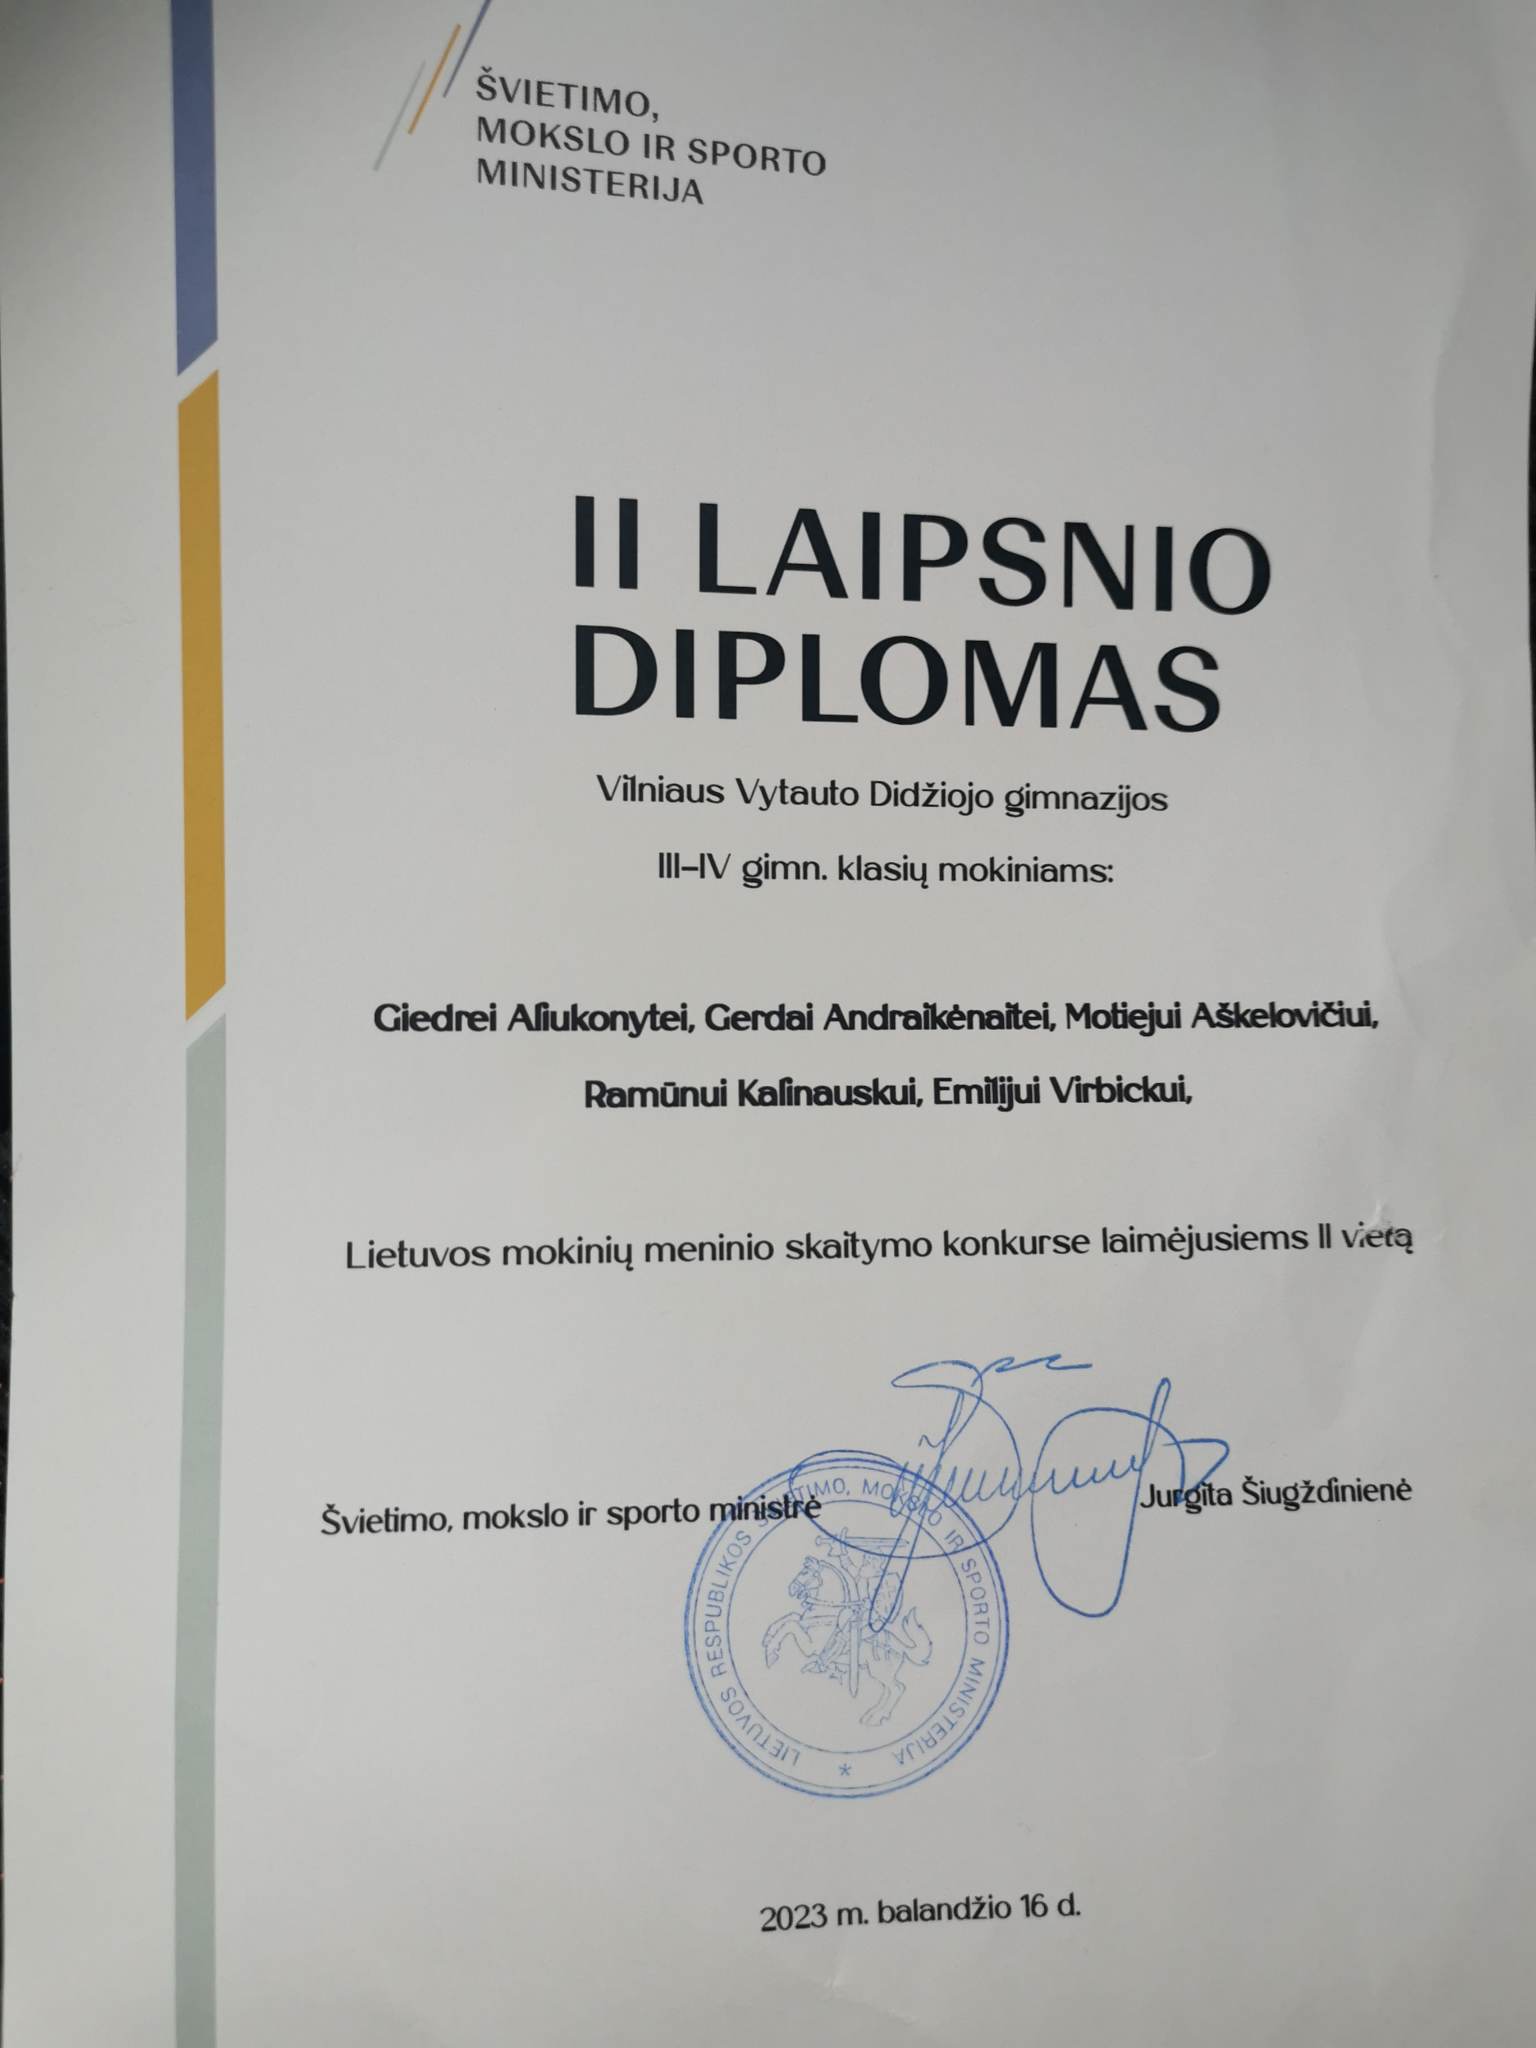 ŠVIETIMO,
MOKSLO IR SPORTO
MINISTERIJA
II LAIPSNIO
DIPLOMAS
Vilniaus Vytauto Didžiojo gimnazijos
III–IV gimn. klasių mokiniams:
Giedrei Aliukonytei, Gerdai Andraikėnaitei, Motiejui Aškelovičiui,
Ramūnui Kalinauskui, Emilijui Virbickui,
Lietuvos mokinių meninio skaitymo konkurse laimėjusiems II vietą
Švietimo, mokslo ir sporto ministrė
Jurgita Šiugždinienė
LIETUVOS RESPUBLIKOS ŠVIETIMO, MOKSLO IR SPORTO MINISTERIJA *
2023 m. balandžio 16 d.